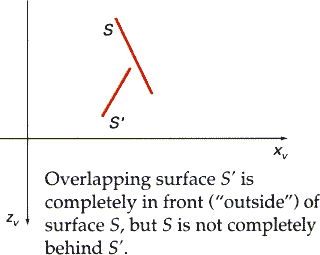 S
S'
x_v
z_v
Overlapping surface S' is
completely in front ("outside") of
surface S, but S is not completely
behind S'.